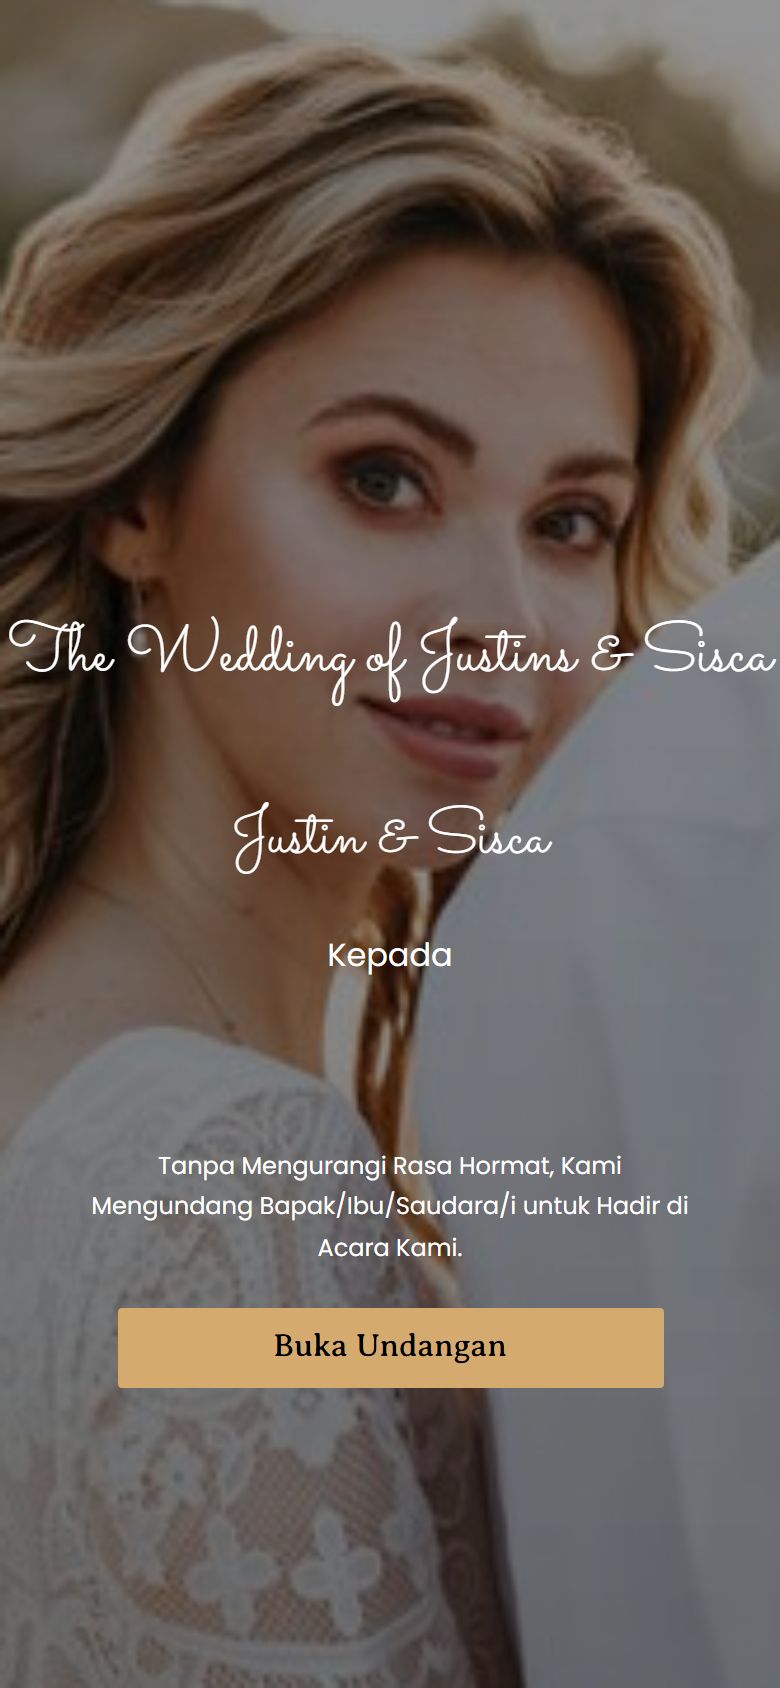 The Wedding of Justins & Sisca
Justin & Sisca
Kepada
Tanpa Mengurangi Rasa Hormat, Kami
Mengundang Bapak/Ibu/Saudara/i untuk Hadir di
Acara Kami.
Buka Undangan